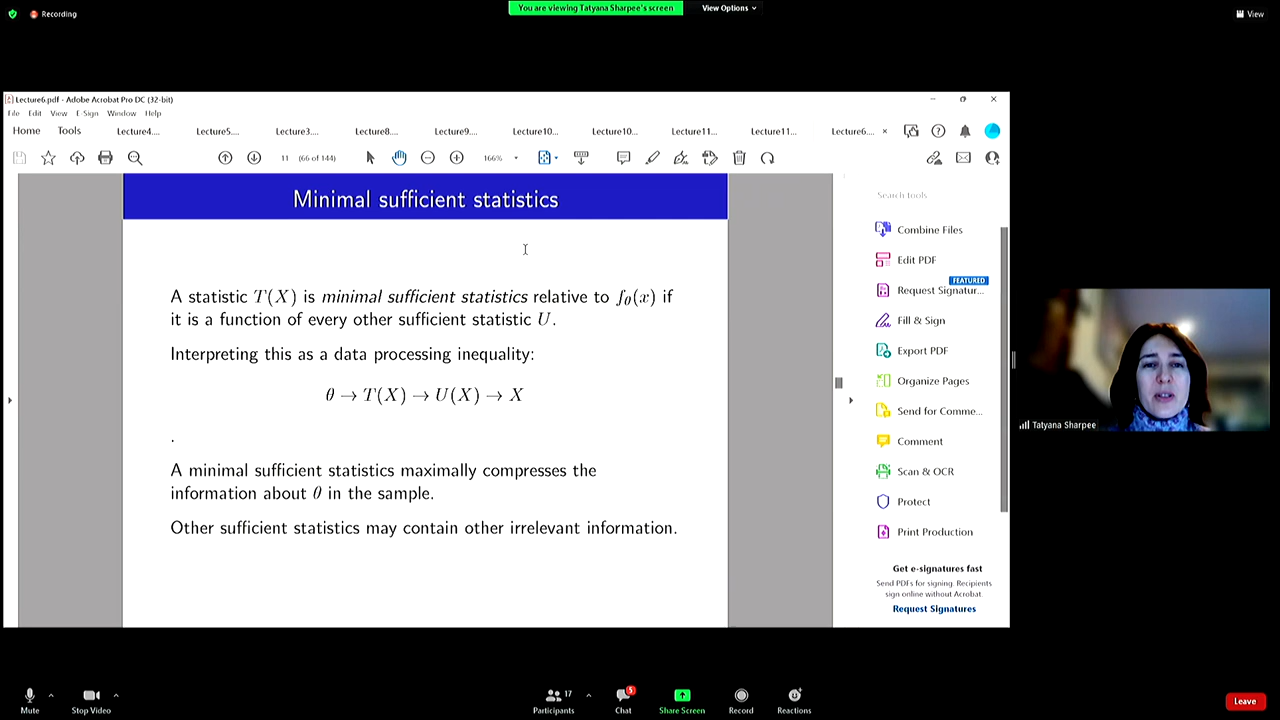 Recording
You are viewing Tatyana Sharpee's screen
View Options
View
Lecture6.pdf - Adobe Acrobat Pro DC (32-bit)
File Edit View E-Sign Window Help
Home Tools Lecture4.... Lecture5.... Lecture3.... Lecture8.... Lecture9.... Lecture10... Lecture10... Lecture11... Lecture11... Lecture6....
11 (66 of 144) 166%
Minimal sufficient statistics
A statistic T(X) is minimal sufficient statistics relative to fθ(x) if
it is a function of every other sufficient statistic U.
Interpreting this as a data processing inequality:
θ → T(X) → U(X) → X
.
A minimal sufficient statistics maximally compresses the
information about θ in the sample.
Other sufficient statistics may contain other irrelevant information.
Search tools
Combine Files
Edit PDF
FEATURED
Request Signatur...
Fill & Sign
Export PDF
Organize Pages
Send for Comme...
Comment
Scan & OCR
Protect
Print Production
Get e-signatures fast
Send PDFs for signing. Recipients
sign online without Acrobat.
Request Signatures
Tatyana Sharpee
Mute
Stop Video
17
Participants
5
Chat
Share Screen
Record
Reactions
Leave